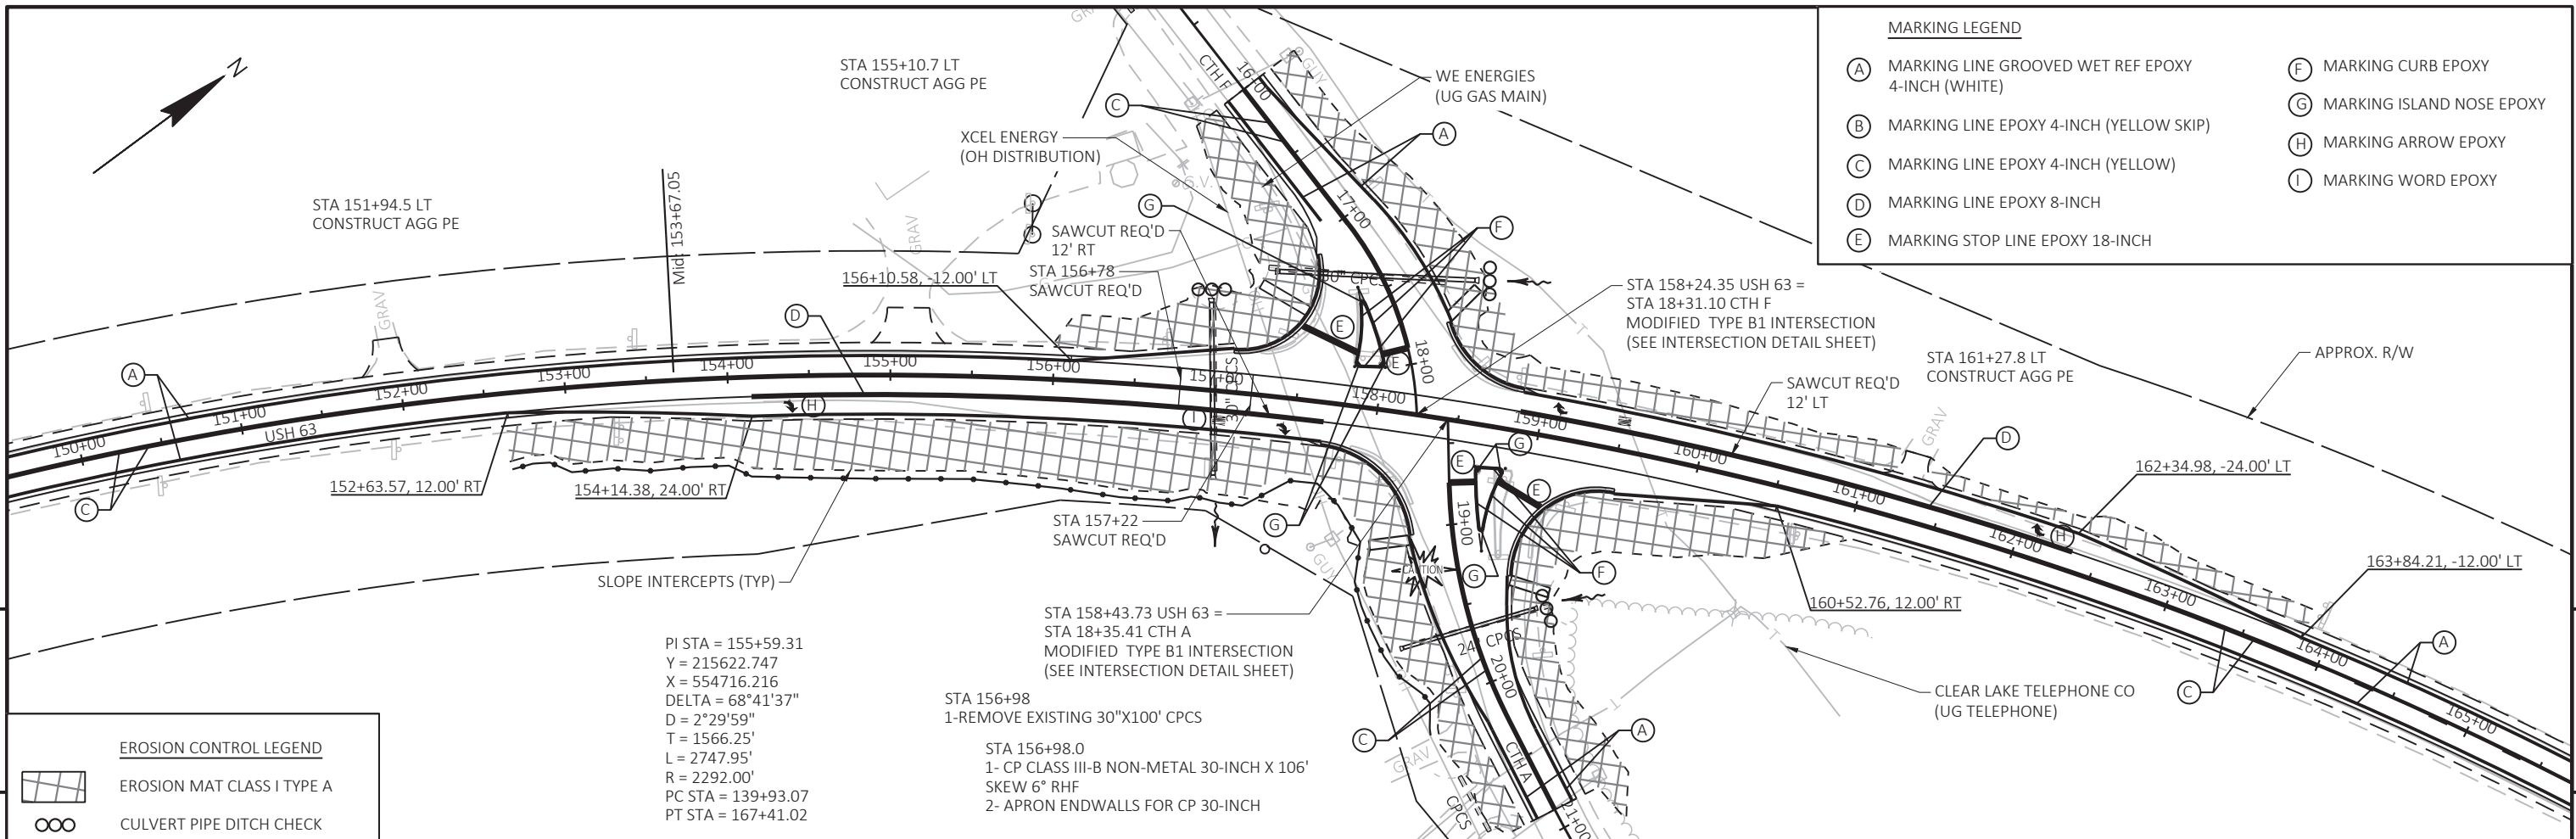 N
STA 155+10.7 LT
CONSTRUCT AGG PE
STA 151+94.5 LT
CONSTRUCT AGG PE
XCEL ENERGY
(OH DISTRIBUTION)
WE ENERGIES
(UG GAS MAIN)
CTH F
16+00
17+00
18+00
GUY
G.V.
C
A
G
F
SAWCUT REQ'D
12' RT
STA 156+78
SAWCUT REQ'D
156+10.58, -12.00' LT
Mid: 153+67.05
GRAV
GRAV
30" CPCS
E
E
D
H
I
A
C
150+00
151+00
152+00
153+00
154+00
155+00
156+00
157+00
158+00
159+00
160+00
161+00
162+00
163+00
164+00
165+00
USH 63
30" CPCS
152+63.57, 12.00' RT
154+14.38, 24.00' RT
STA 157+22
SAWCUT REQ'D
SLOPE INTERCEPTS (TYP)
MARKING LEGEND
A MARKING LINE GROOVED WET REF EPOXY
4-INCH (WHITE)
B MARKING LINE EPOXY 4-INCH (YELLOW SKIP)
C MARKING LINE EPOXY 4-INCH (YELLOW)
D MARKING LINE EPOXY 8-INCH
E MARKING STOP LINE EPOXY 18-INCH
F MARKING CURB EPOXY
G MARKING ISLAND NOSE EPOXY
H MARKING ARROW EPOXY
I MARKING WORD EPOXY
STA 158+24.35 USH 63 =
STA 18+31.10 CTH F
MODIFIED TYPE B1 INTERSECTION
(SEE INTERSECTION DETAIL SHEET)
STA 161+27.8 LT
CONSTRUCT AGG PE
SAWCUT REQ'D
12' LT
APPROX. R/W
GRAV
D
H
162+34.98, -24.00' LT
163+84.21, -12.00' LT
160+52.76, 12.00' RT
G
E
E
G
G
F
CAUTION
GUY
19+00
20+00
21+00
24" CPCS
CTH A
GRAV
CPCS
C
A
A
C
CLEAR LAKE TELEPHONE CO
(UG TELEPHONE)
STA 158+43.73 USH 63 =
STA 18+35.41 CTH A
MODIFIED TYPE B1 INTERSECTION
(SEE INTERSECTION DETAIL SHEET)
PI STA = 155+59.31
Y = 215622.747
X = 554716.216
DELTA = 68°41'37"
D = 2°29'59"
T = 1566.25'
L = 2747.95'
R = 2292.00'
PC STA = 139+93.07
PT STA = 167+41.02
STA 156+98
1-REMOVE EXISTING 30"X100' CPCS
STA 156+98.0
1- CP CLASS III-B NON-METAL 30-INCH X 106'
SKEW 6° RHF
2- APRON ENDWALLS FOR CP 30-INCH
EROSION CONTROL LEGEND
EROSION MAT CLASS I TYPE A
CULVERT PIPE DITCH CHECK